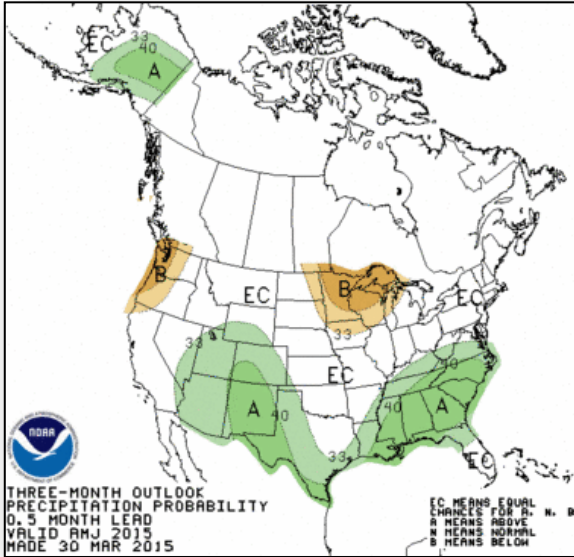 EC
33
40
A
B
EC
B
EC
33
33
EC
40
A
40
40
A
33
EC
NOAA
THREE-MONTH OUTLOOK
PRECIPITATION PROBABILITY
0.5 MONTH LEAD
VALID AMJ 2015
MADE 30 MAR 2015
EC MEANS EQUAL
CHANCES FOR A, N, B
A MEANS ABOVE
N MEANS NORMAL
B MEANS BELOW